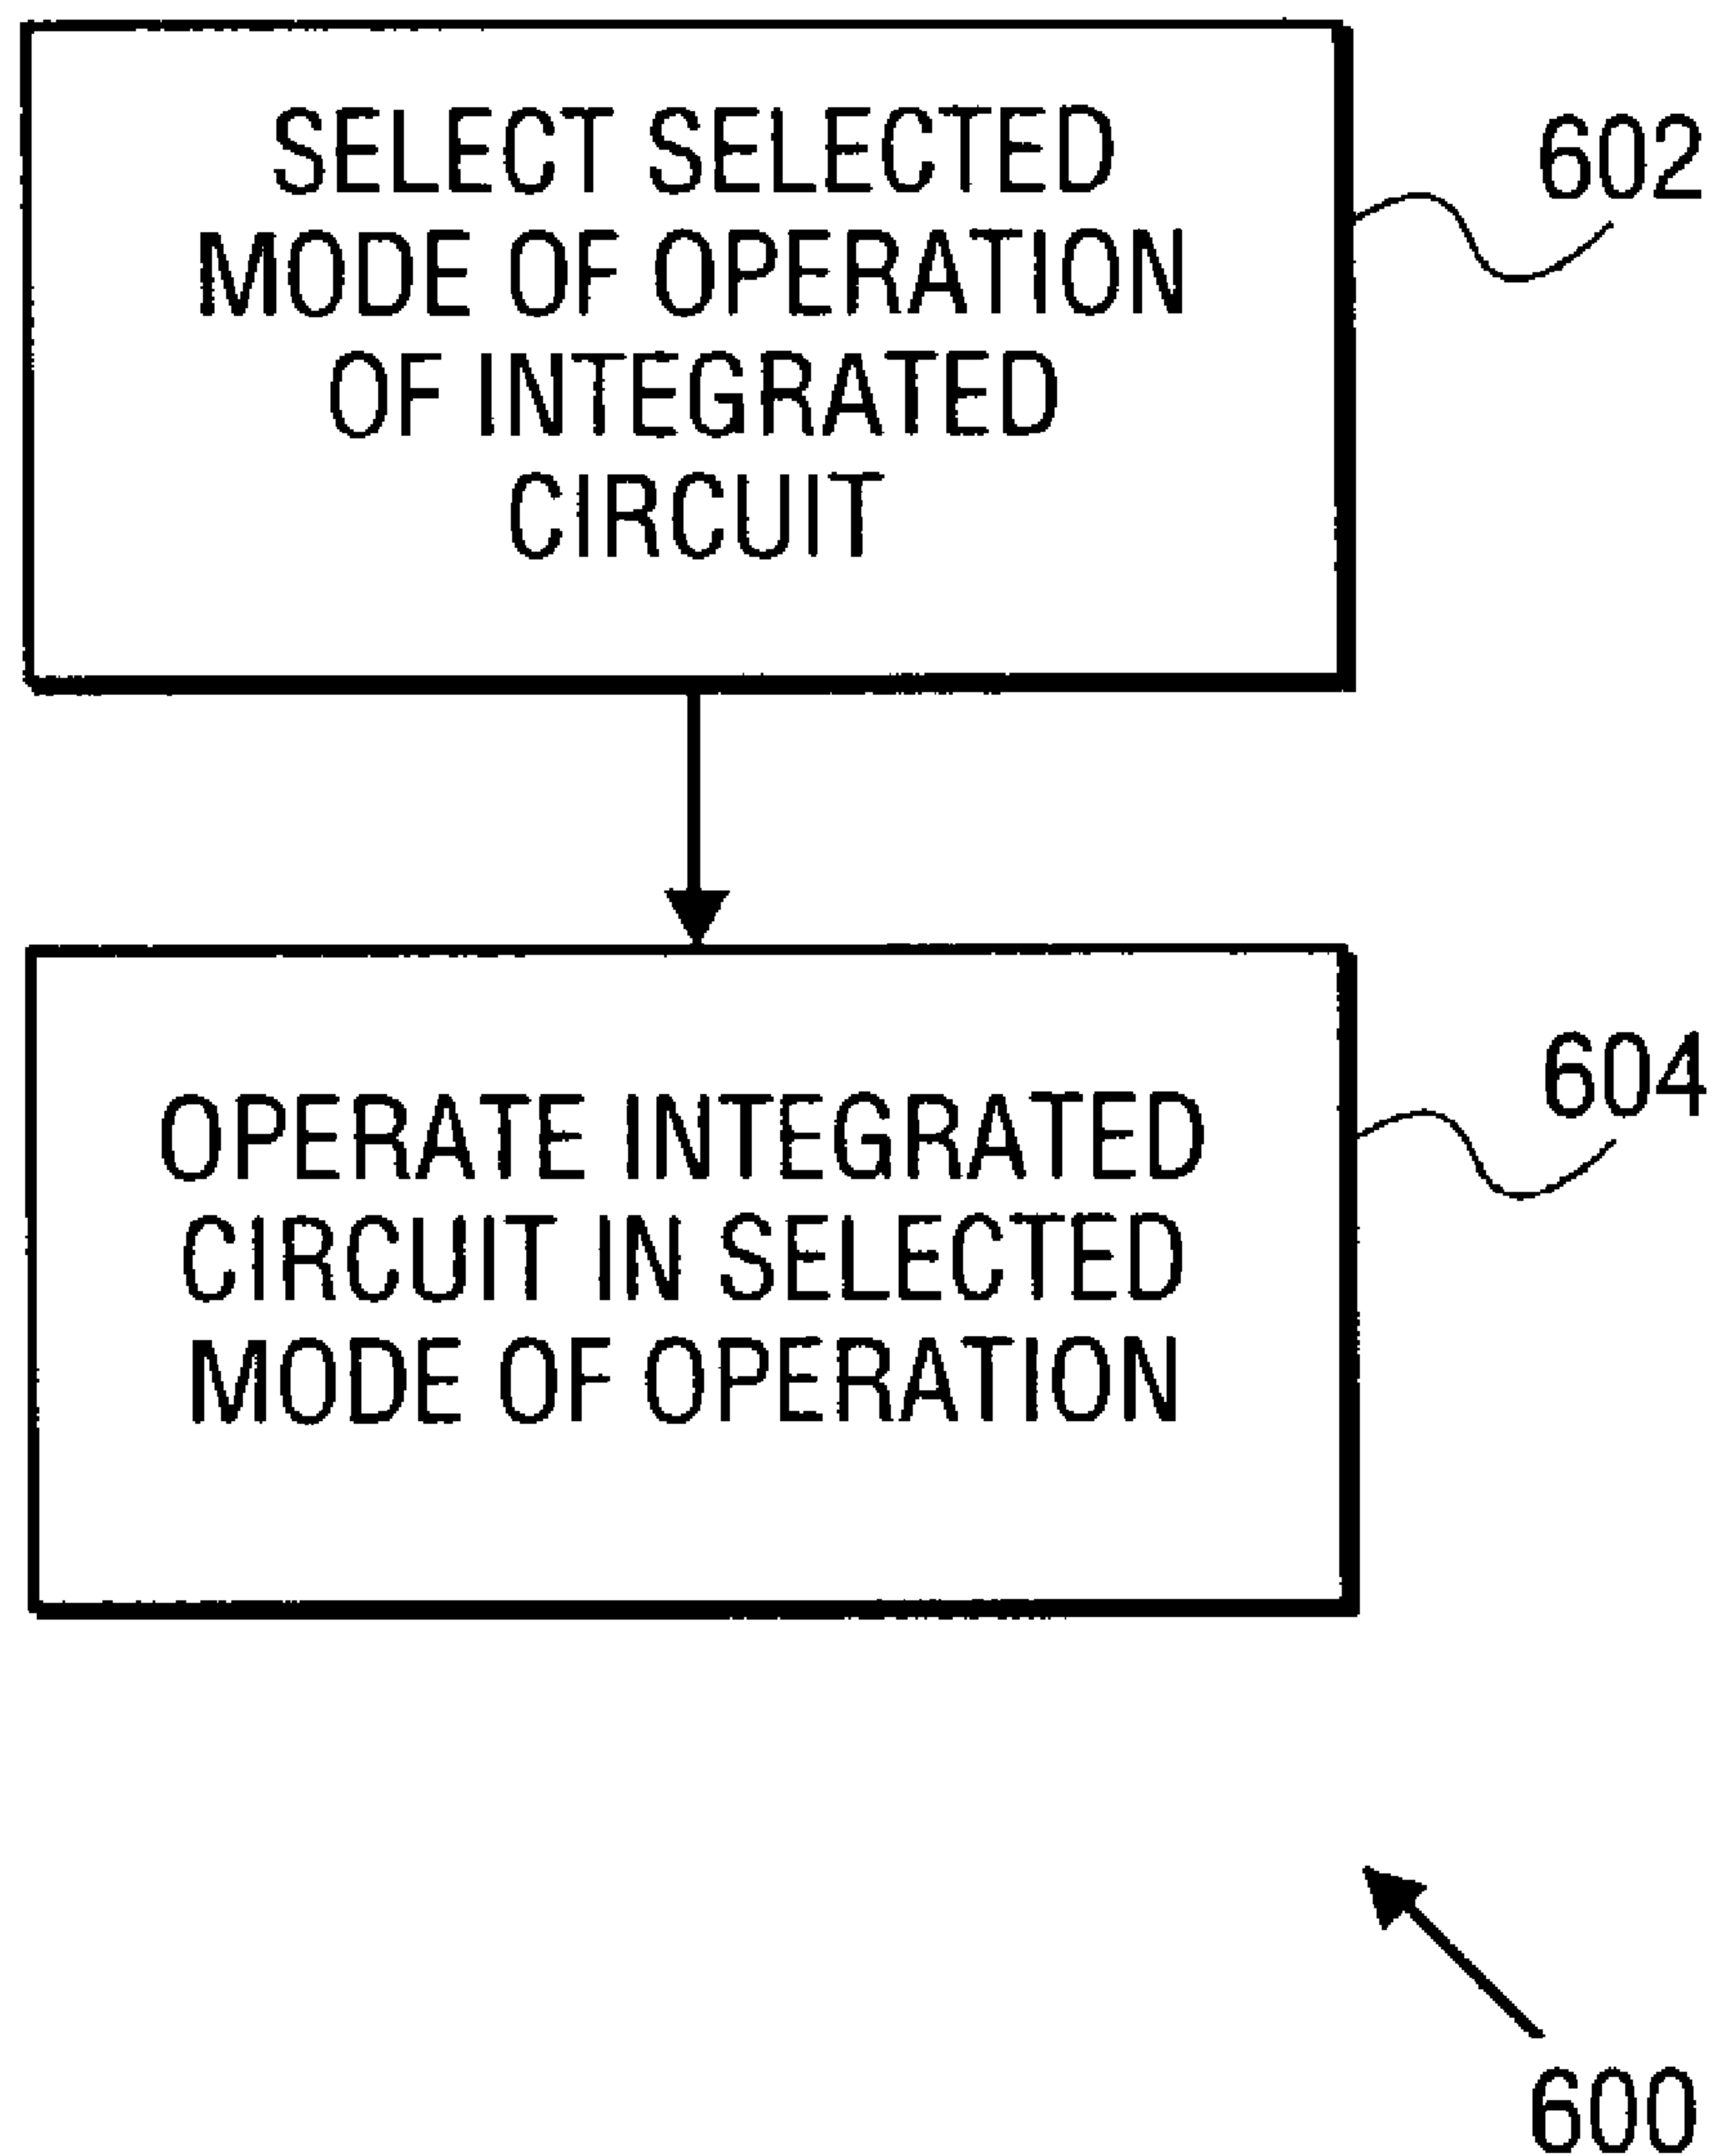 SELECT SELECTED
MODE OF OPERATION
OF INTEGRATED
CIRCUIT
602
OPERATE INTEGRATED
CIRCUIT IN SELECTED
MODE OF OPERATION
604
600